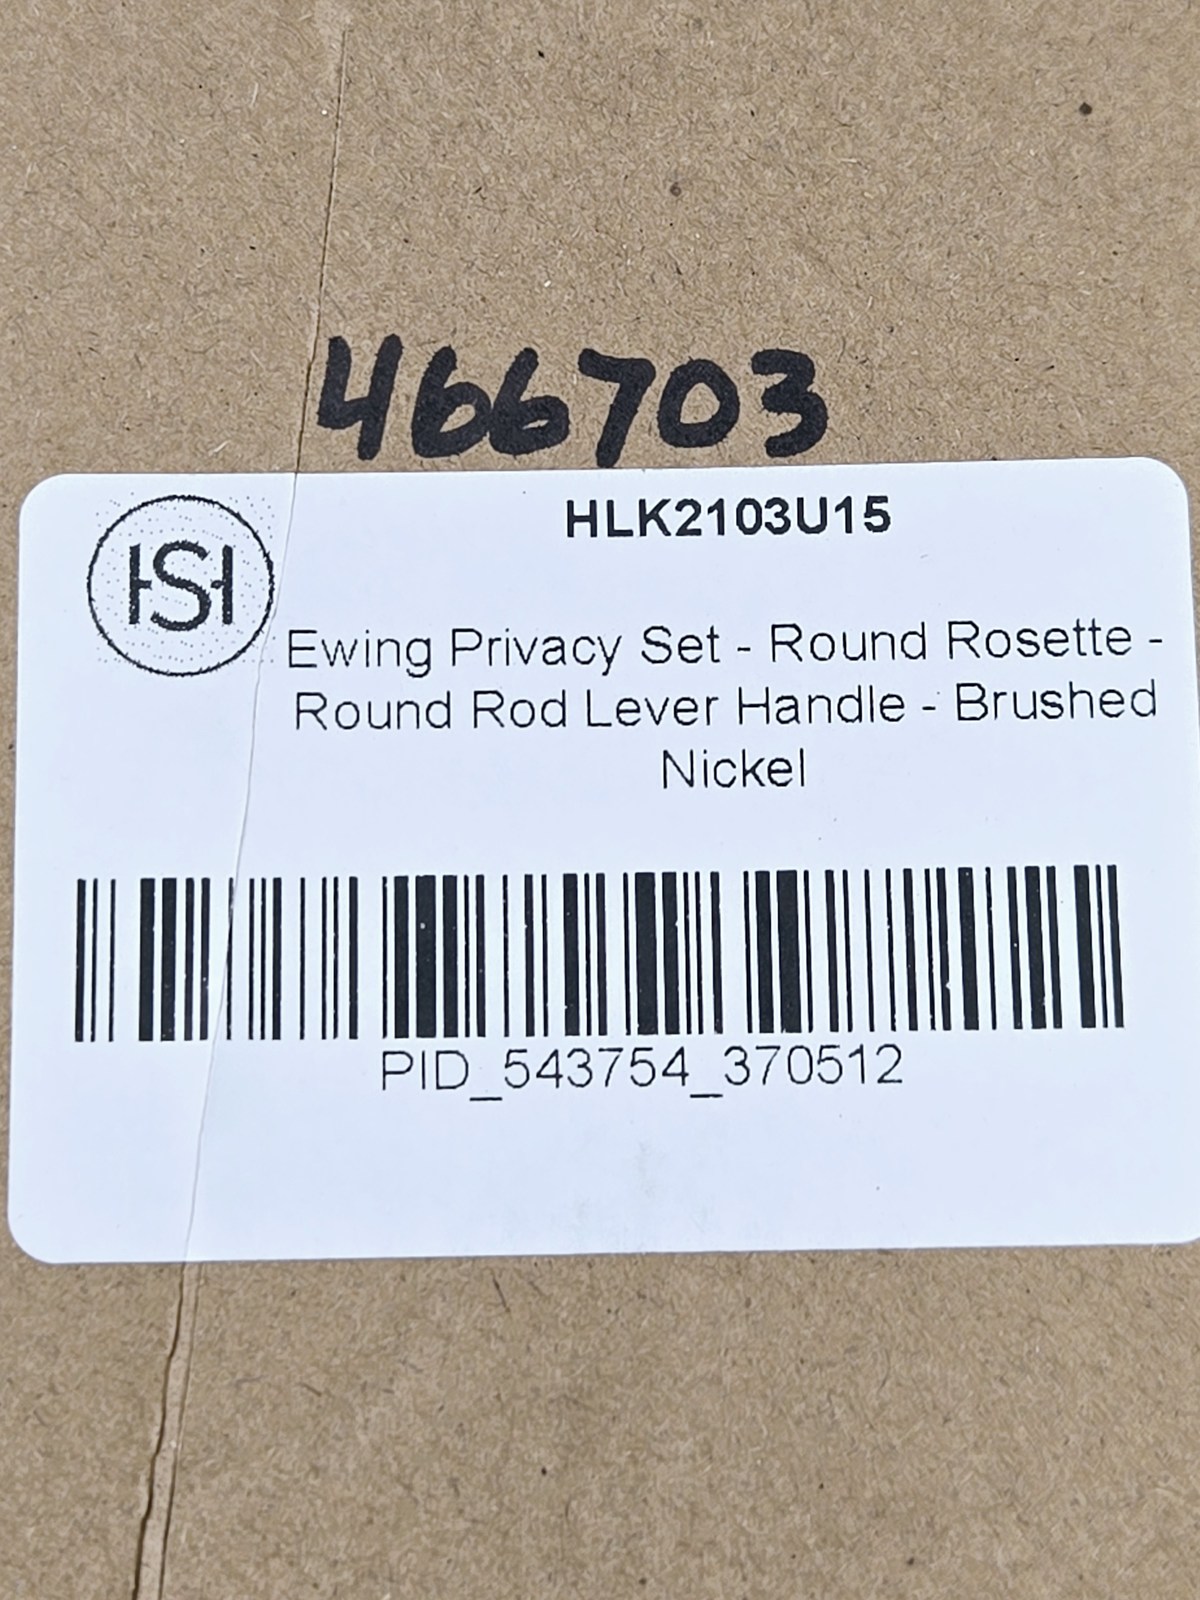 466703
HSH
HLK2103U15
Ewing Privacy Set - Round Rosette -
Round Rod Lever Handle - Brushed
Nickel
PID_543754_370512